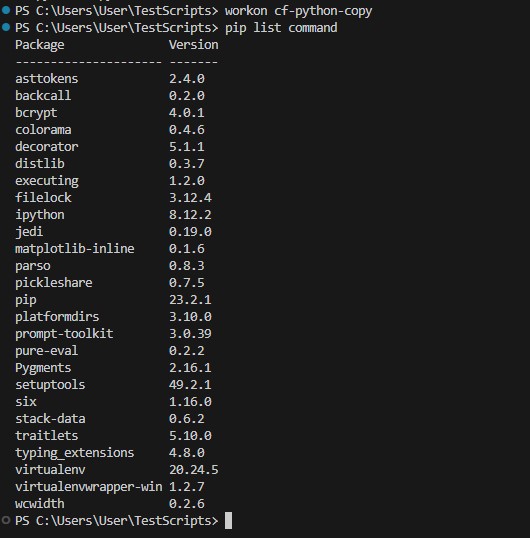 PS C:\Users\User\TestScripts> workon cf-python-copy
PS C:\Users\User\TestScripts> pip list command
Package Version
--------------------- -------
asttokens 2.4.0
backcall 0.2.0
bcrypt 4.0.1
colorama 0.4.6
decorator 5.1.1
distlib 0.3.7
executing 1.2.0
filelock 3.12.4
ipython 8.12.2
jedi 0.19.0
matplotlib-inline 0.1.6
parso 0.8.3
pickleshare 0.7.5
pip 23.2.1
platformdirs 3.10.0
prompt-toolkit 3.0.39
pure-eval 0.2.2
Pygments 2.16.1
setuptools 49.2.1
six 1.16.0
stack-data 0.6.2
traitlets 5.10.0
typing_extensions 4.8.0
virtualenv 20.24.5
virtualenvwrapper-win 1.2.7
wcwidth 0.2.6
PS C:\Users\User\TestScripts>